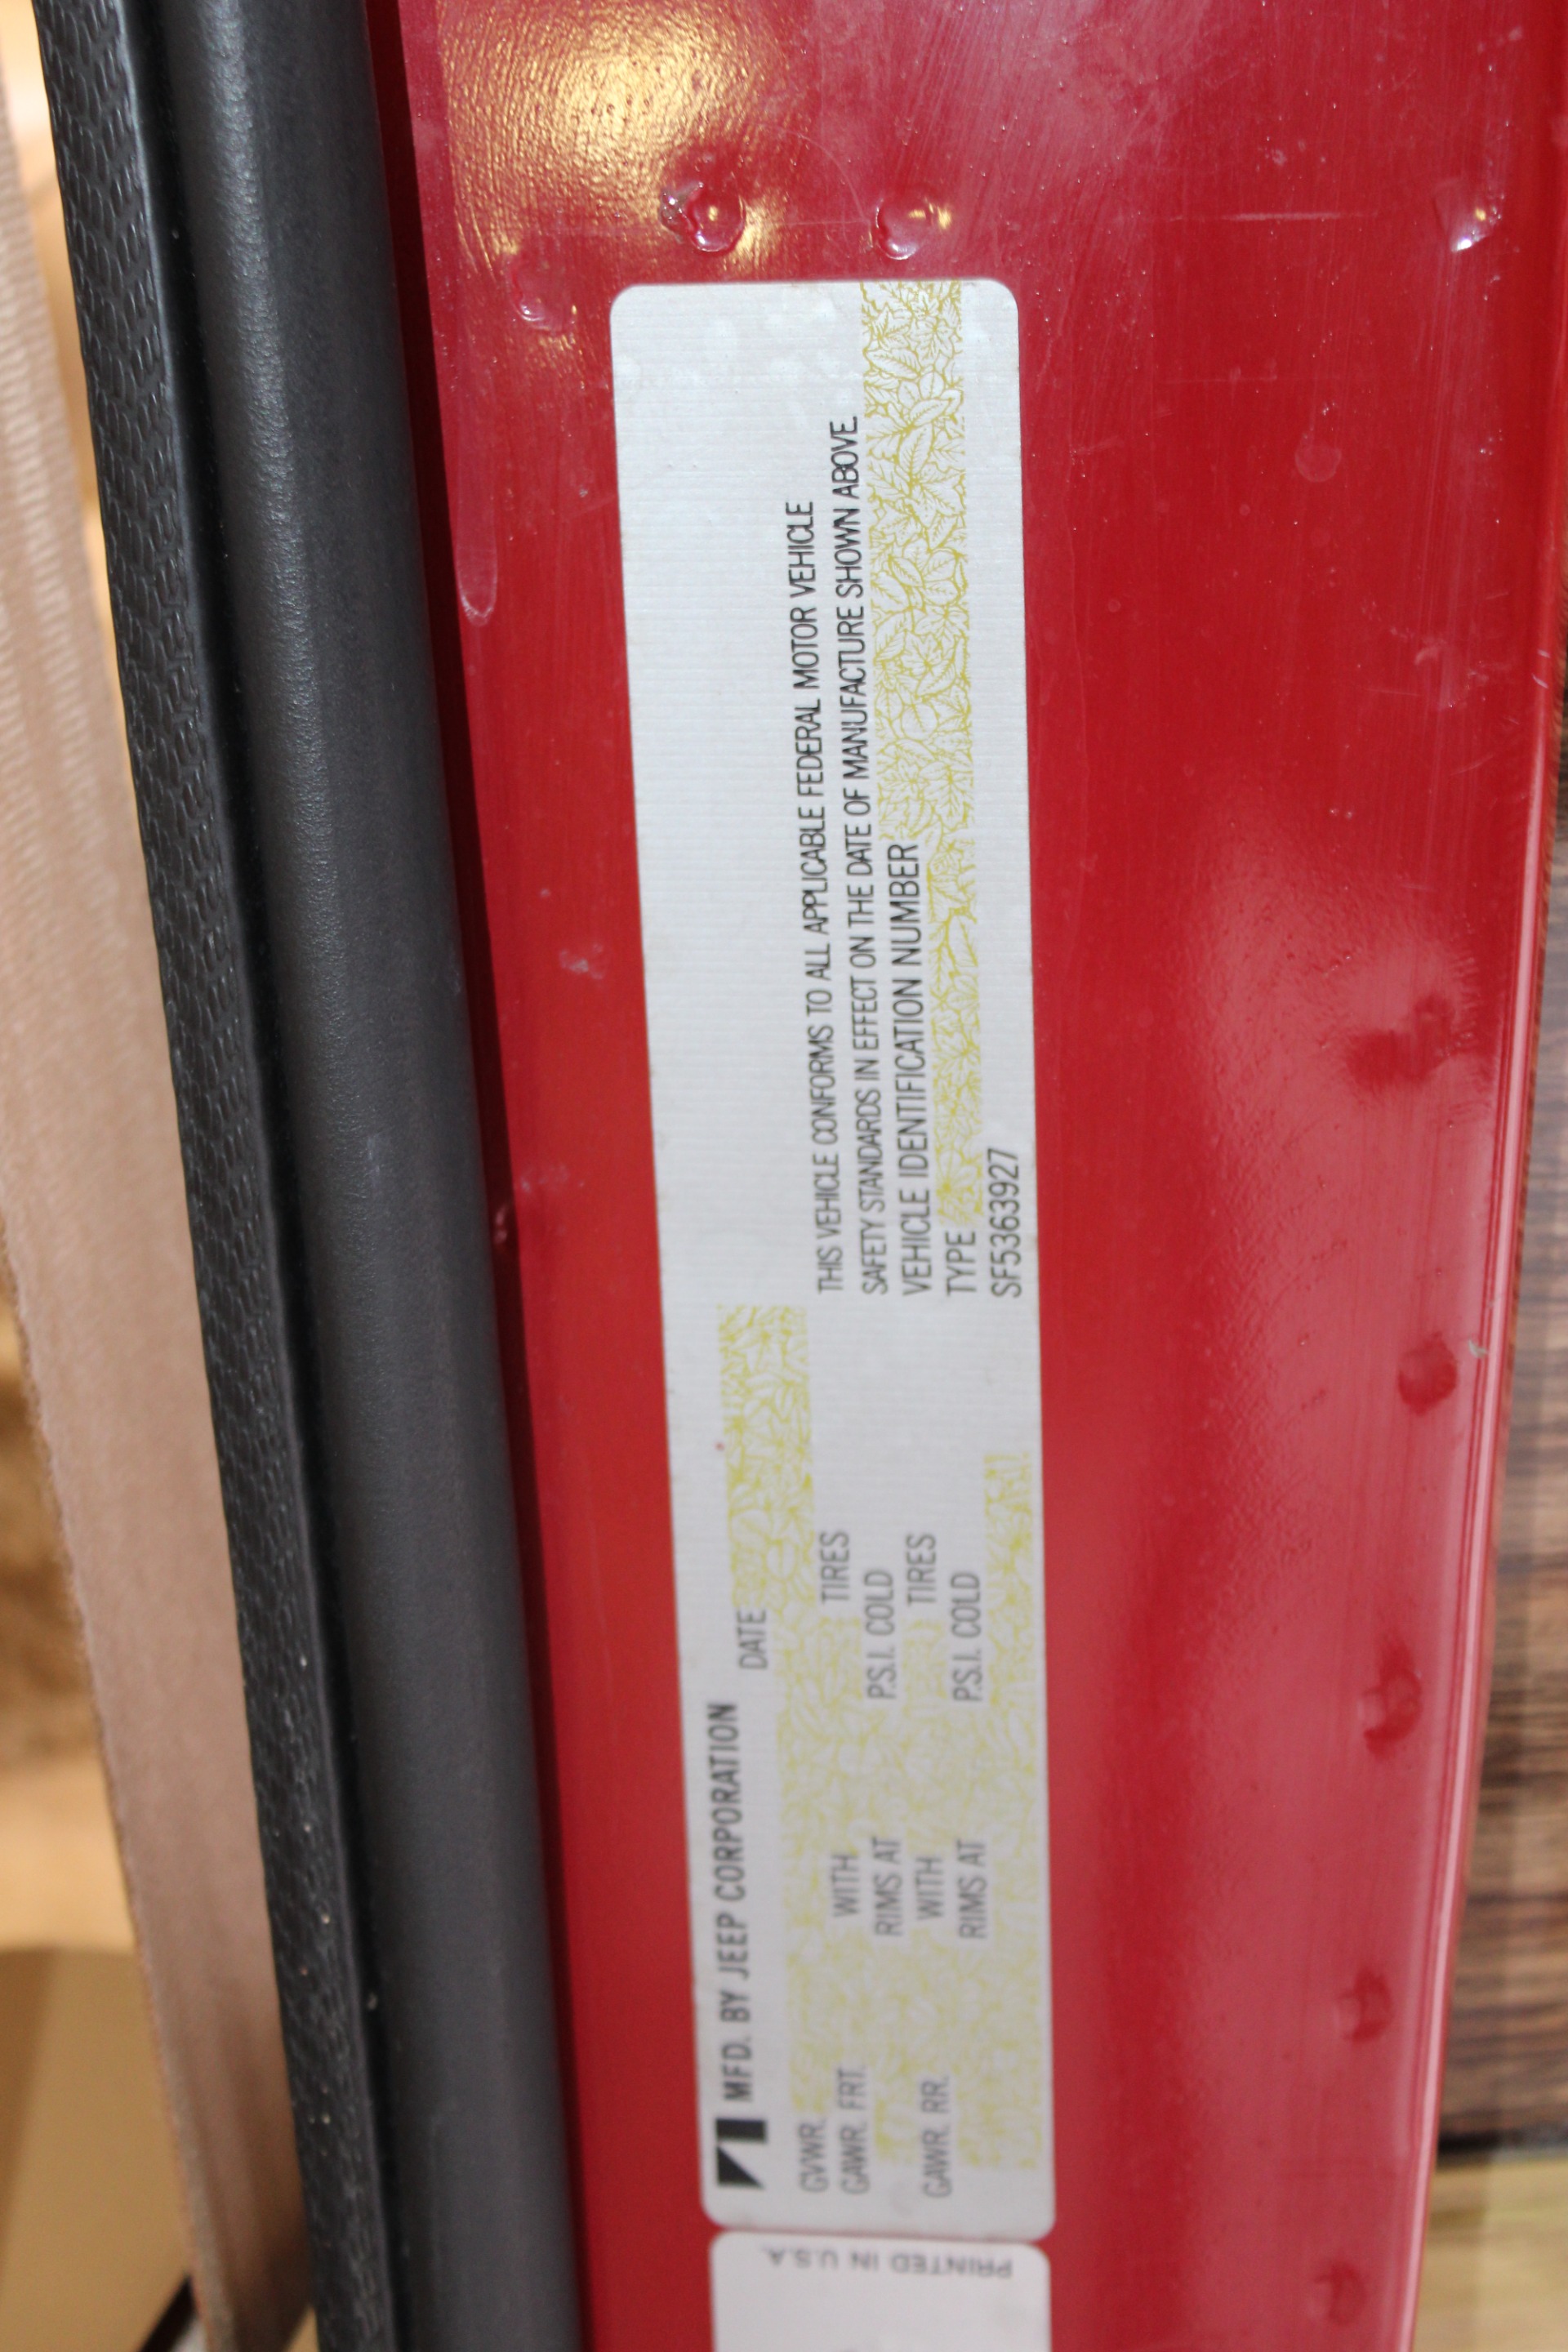 MFD. BY JEEP CORPORATION
DATE
GVWR.
GAWR. FRT. WITH TIRES
RIMS AT P.S.I. COLD
GAWR. RR. WITH TIRES
RIMS AT P.S.I. COLD
THIS VEHICLE CONFORMS TO ALL APPLICABLE FEDERAL MOTOR VEHICLE
SAFETY STANDARDS IN EFFECT ON THE DATE OF MANUFACTURE SHOWN ABOVE.
VEHICLE IDENTIFICATION NUMBER
TYPE
SF5363927
PRINTED IN U.S.A.